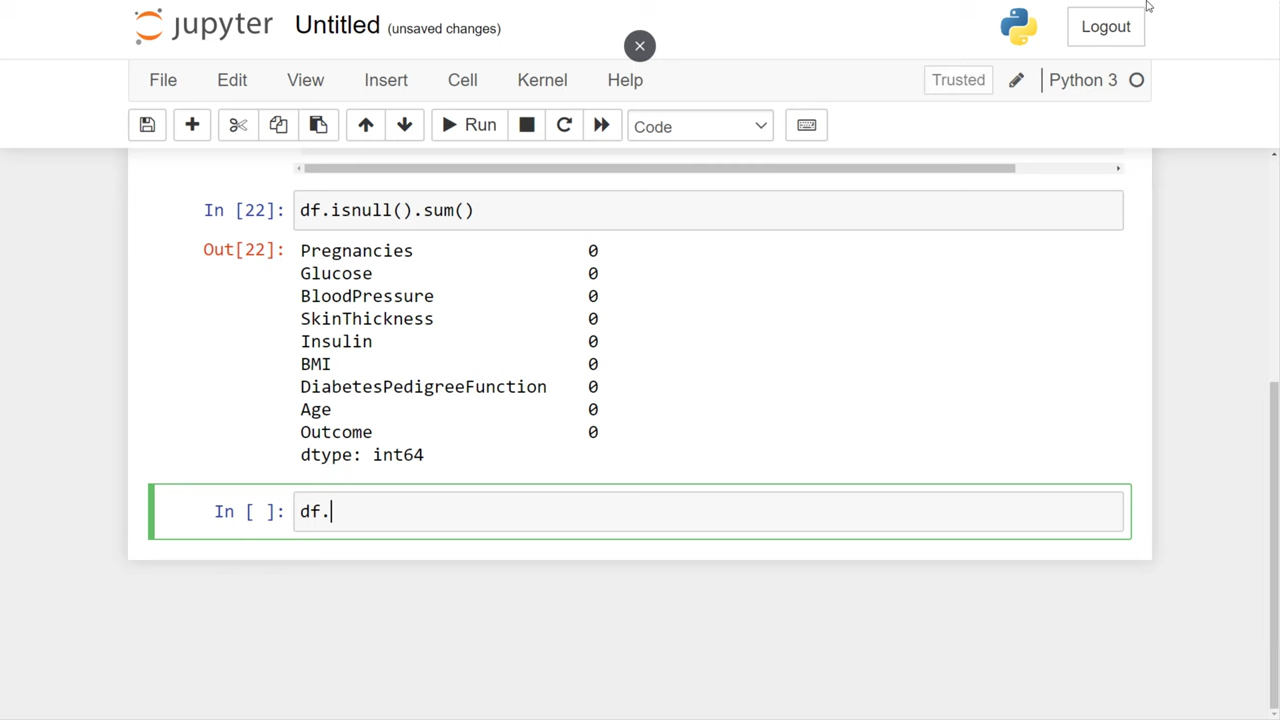 jupyter Untitled (unsaved changes) Logout
File Edit View Insert Cell Kernel Help Trusted Python 3
Run Code
In [22]: df.isnull().sum()
Out[22]: Pregnancies 0
Glucose 0
BloodPressure 0
SkinThickness 0
Insulin 0
BMI 0
DiabetesPedigreeFunction 0
Age 0
Outcome 0
dtype: int64
In [ ]: df.